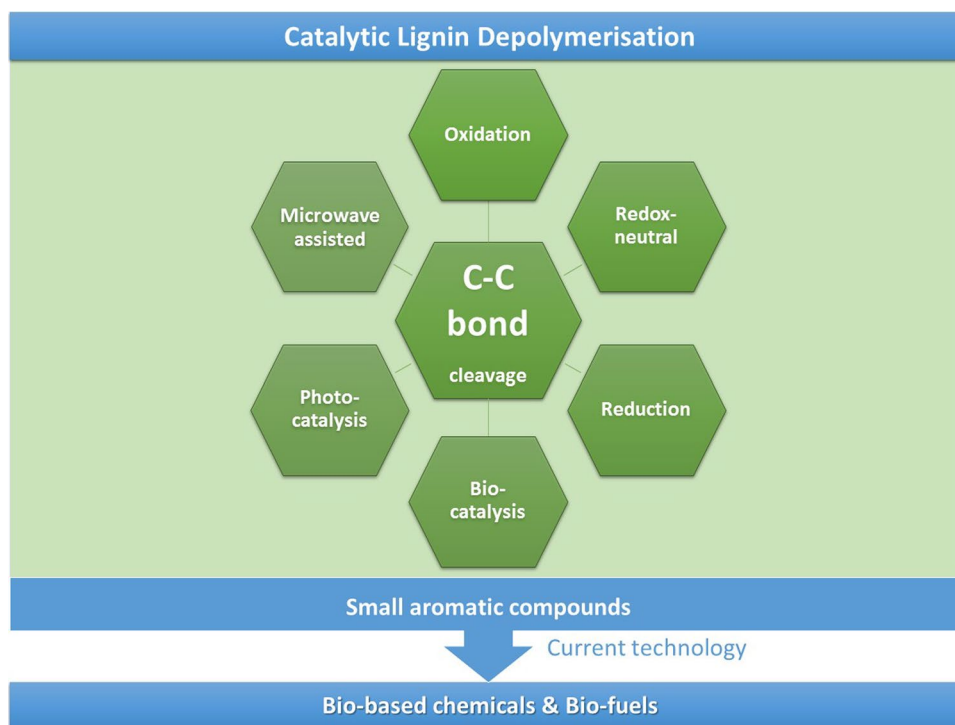 Catalytic Lignin Depolymerisation
Oxidation
Microwave
assisted
Redox-
neutral
C-C
bond
cleavage
Photo-
catalysis
Reduction
Bio-
catalysis
Small aromatic compounds
Current technology
Bio-based chemicals & Bio-fuels